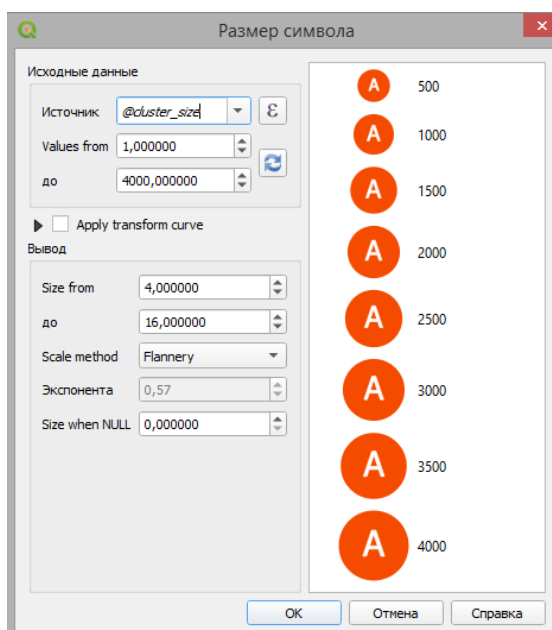 Размер символа
Исходные данные
Источник @cluster_size ε
Values from 1,000000
до 4000,000000
Apply transform curve
Вывод
Size from 4,000000
до 16,000000
Scale method Flannery
Экспонента 0,57
Size when NULL 0,000000
A 500
A 1000
A 1500
A 2000
A 2500
A 3000
A 3500
A 4000
OK Отмена Справка